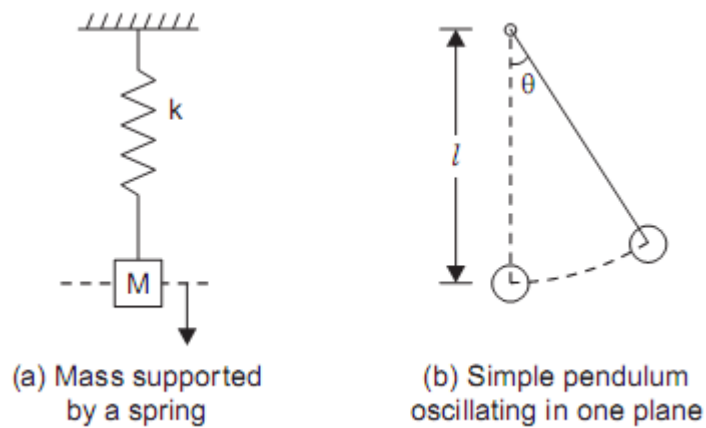 k
M
(a) Mass supported
by a spring
θ
l
(b) Simple pendulum
oscillating in one plane